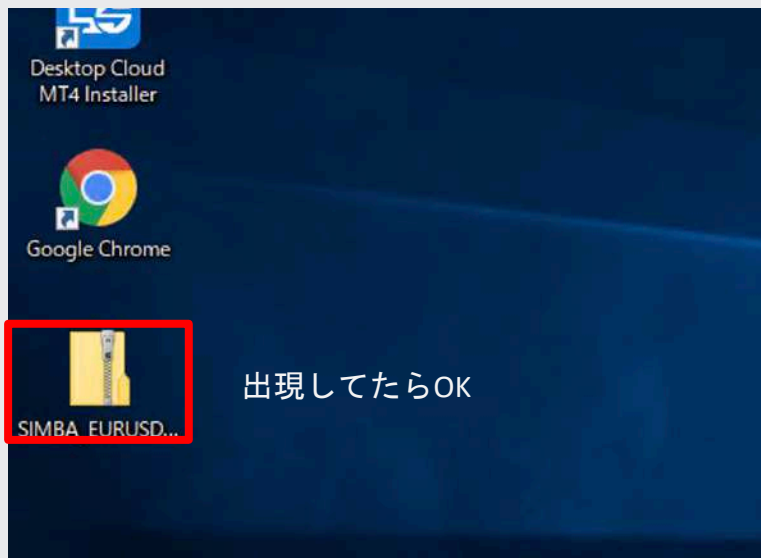 Desktop Cloud
MT4 Installer
Google Chrome
出現してたらOK
SIMBA_EURUSD...